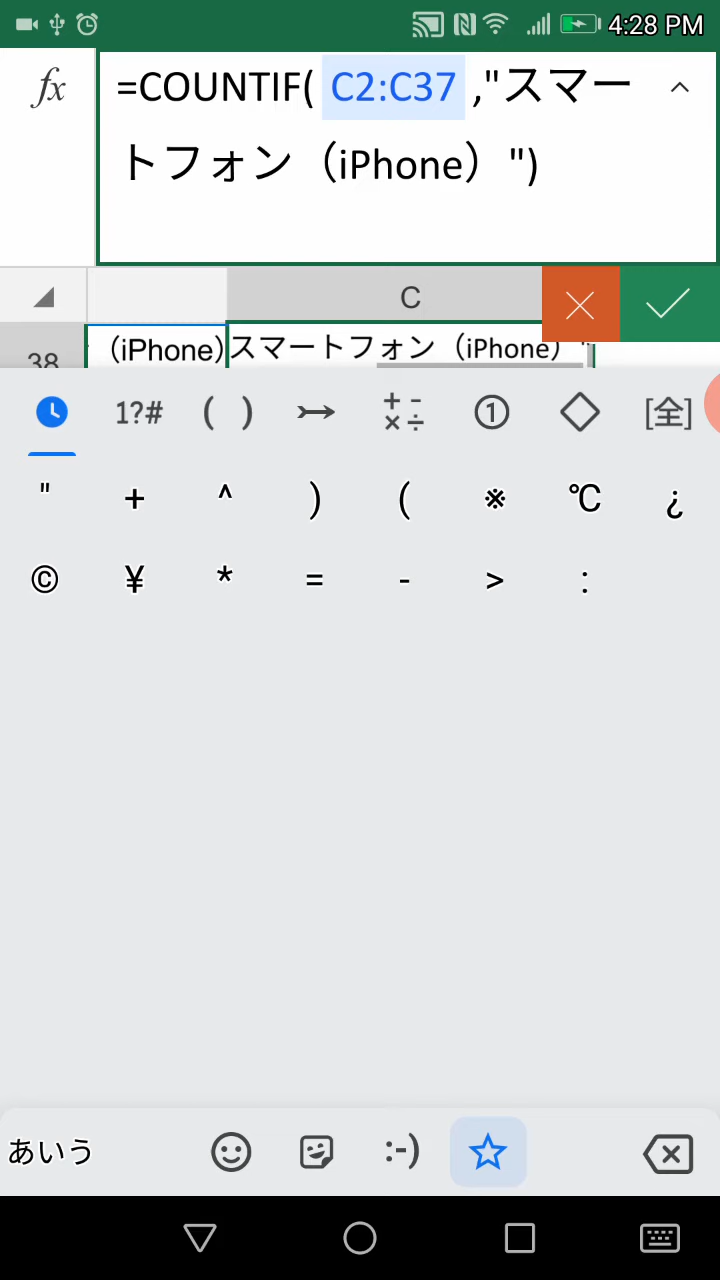 4:28 PM
fx
=COUNTIF( C2:C37 ,"スマー
トフォン（iPhone）")
C
38
（iPhone)
スマートフォン（iPhone）"
1?# ( ) + - × ÷ ① [全]
" + ^ ) ( ※ ℃ ¿
© ¥ * = - > :
あいう :-)